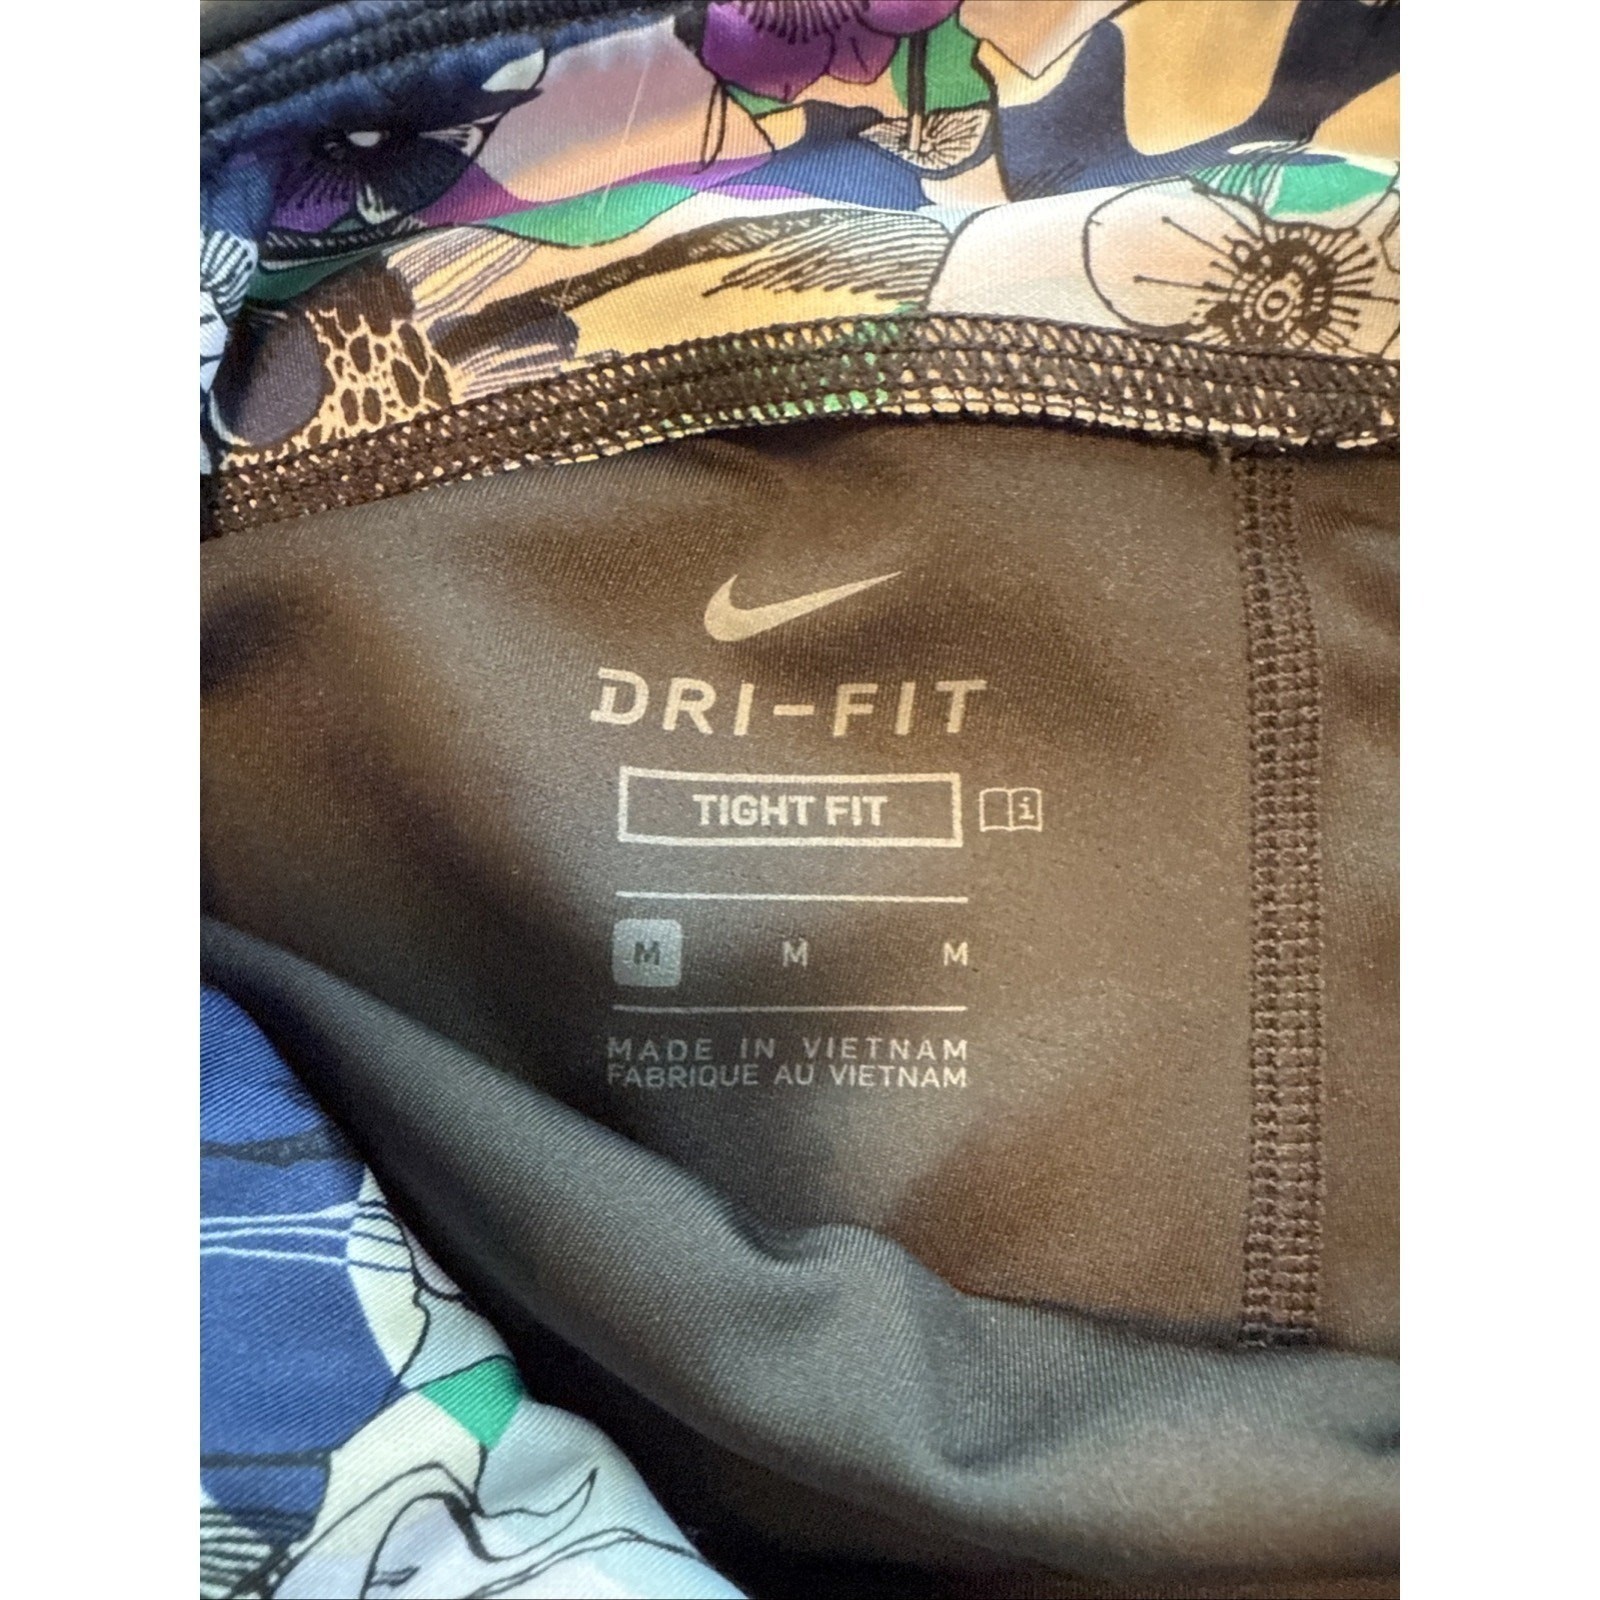 DRI-FIT
TIGHT FIT i
M M M
MADE IN VIETNAM
FABRIQUE AU VIETNAM